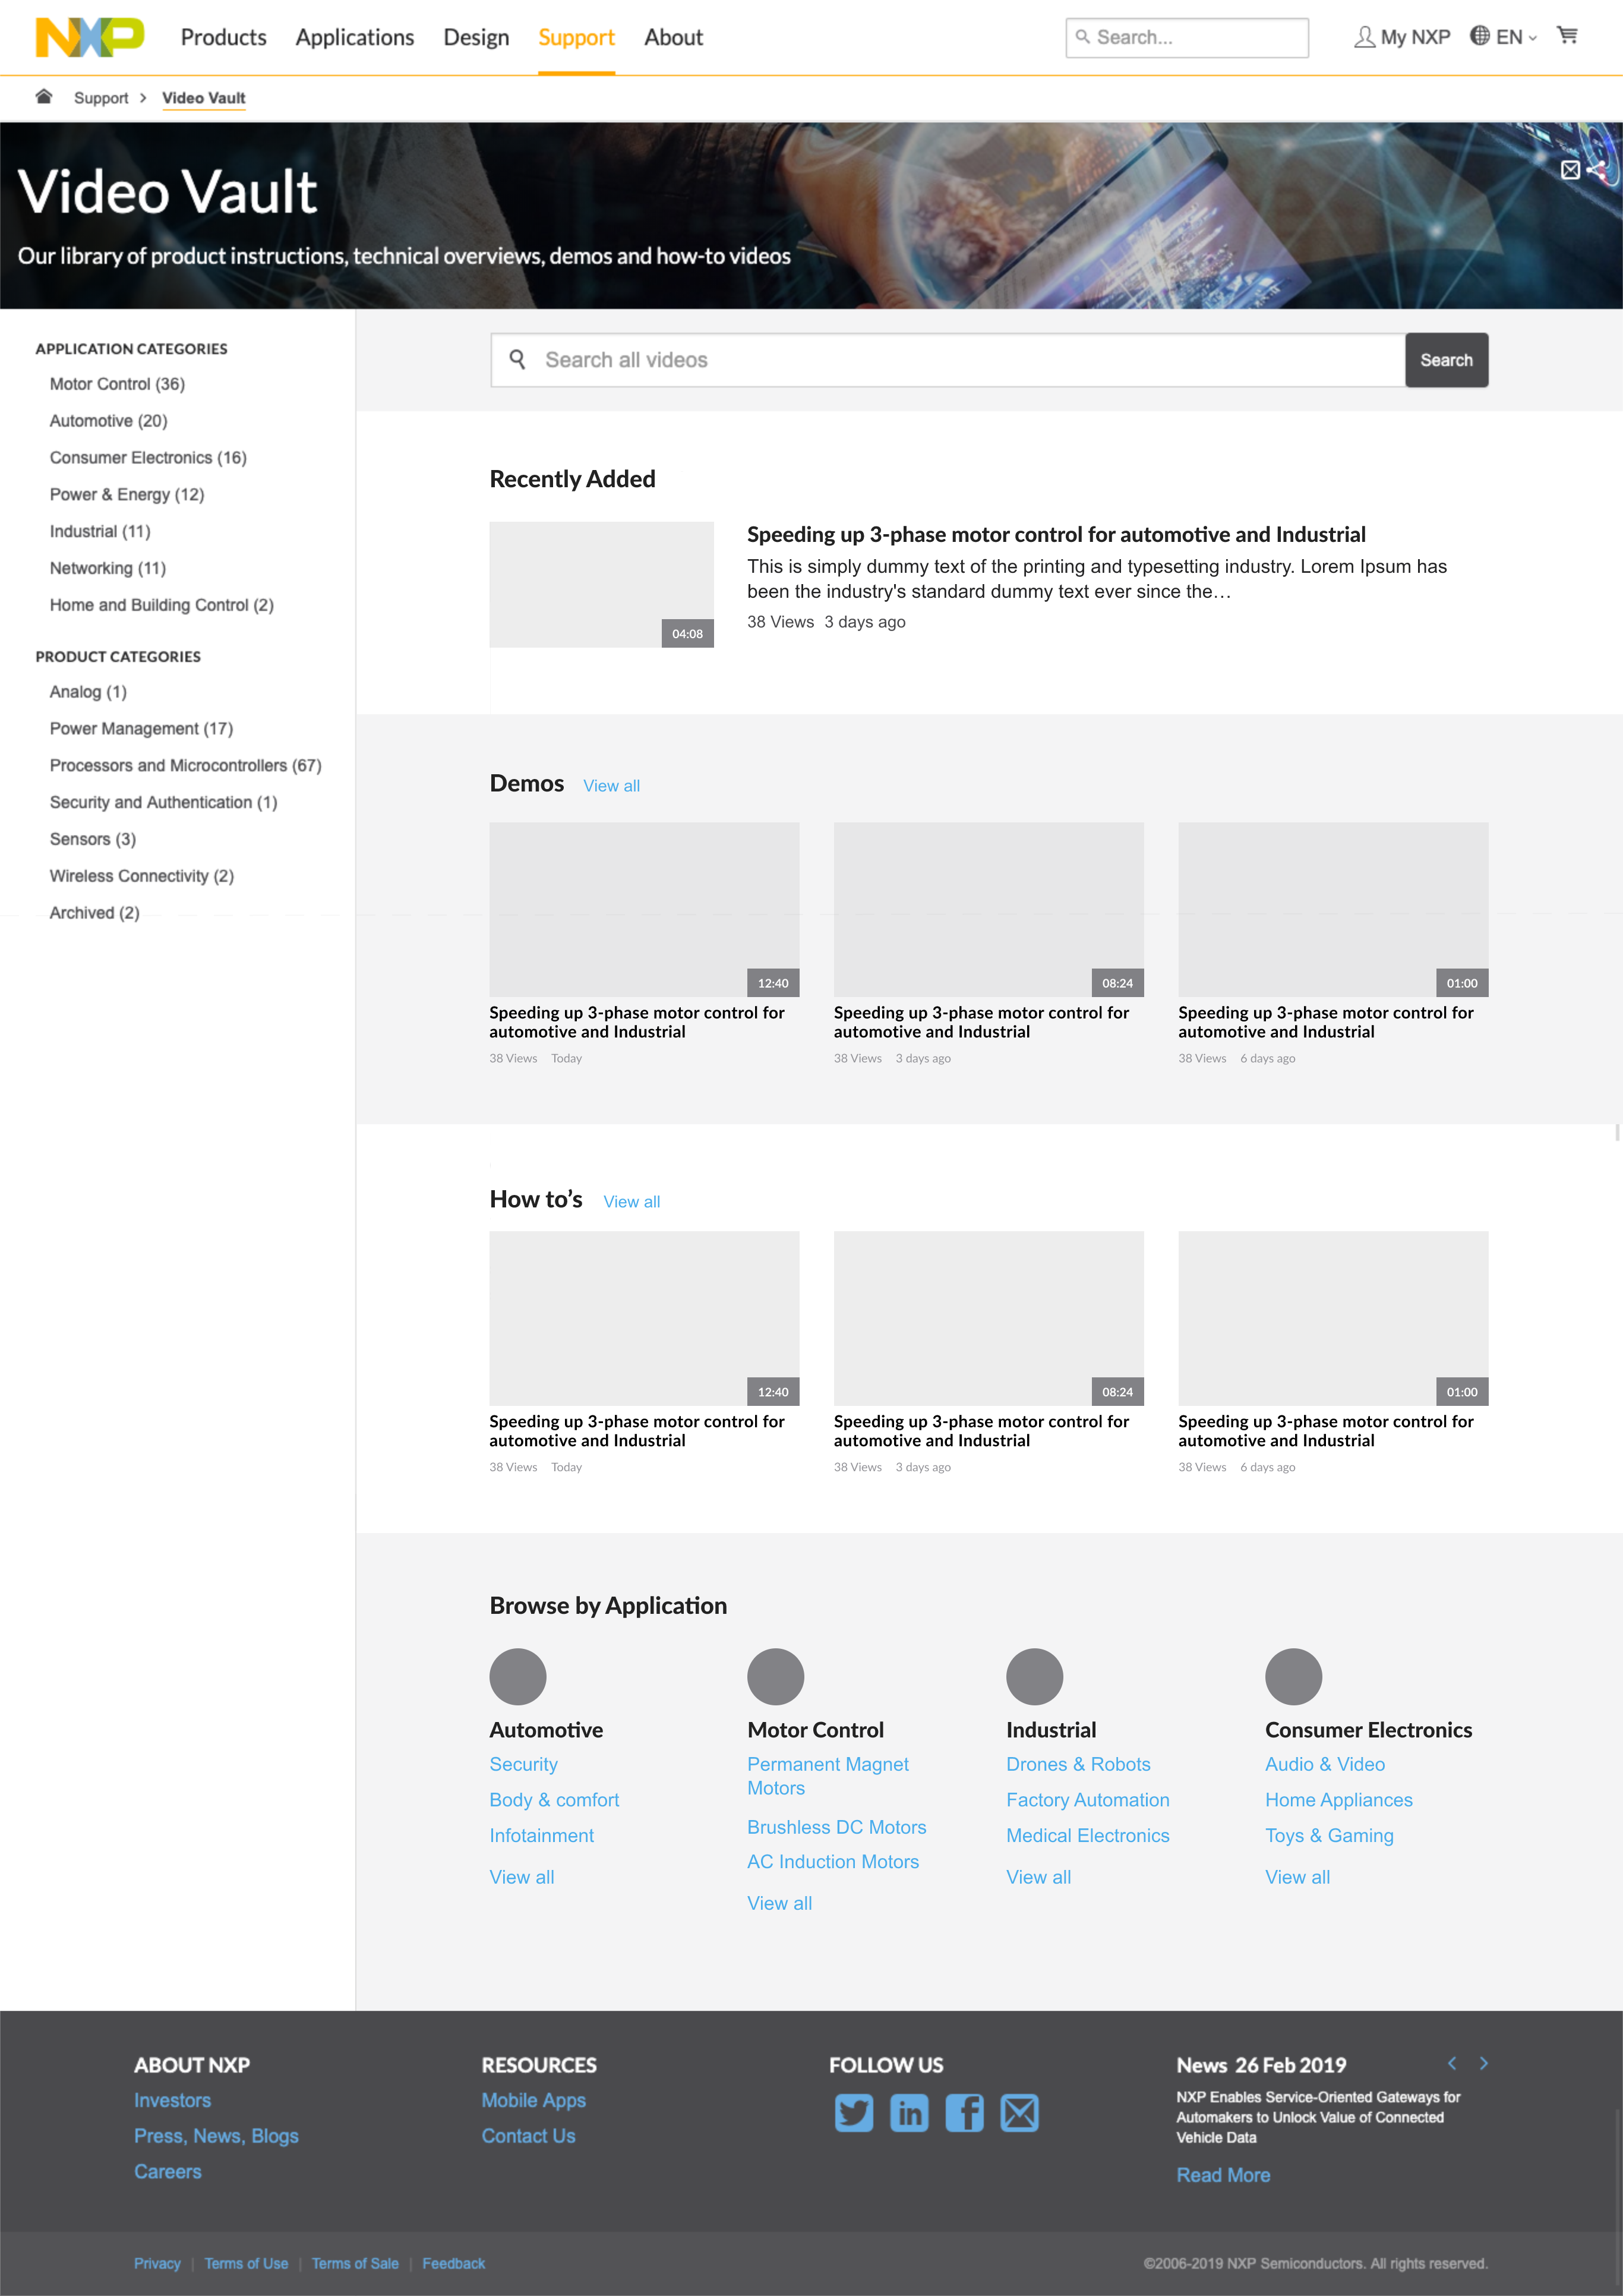 NXP
Products Applications Design Support About
Search...
My NXP EN
Support > Video Vault
Video Vault
Our library of product instructions, technical overviews, demos and how-to videos
APPLICATION CATEGORIES
Motor Control (36)
Automotive (20)
Consumer Electronics (16)
Power & Energy (12)
Industrial (11)
Networking (11)
Home and Building Control (2)
PRODUCT CATEGORIES
Analog (1)
Power Management (17)
Processors and Microcontrollers (67)
Security and Authentication (1)
Sensors (3)
Wireless Connectivity (2)
Archived (2)
Search all videos
Search
Recently Added
04:08
Speeding up 3-phase motor control for automotive and Industrial
This is simply dummy text of the printing and typesetting industry. Lorem Ipsum has
been the industry's standard dummy text ever since the…
38 Views 3 days ago
Demos View all
12:40
Speeding up 3-phase motor control for
automotive and Industrial
38 Views Today
08:24
Speeding up 3-phase motor control for
automotive and Industrial
38 Views 3 days ago
01:00
Speeding up 3-phase motor control for
automotive and Industrial
38 Views 6 days ago
How to’s View all
12:40
Speeding up 3-phase motor control for
automotive and Industrial
38 Views Today
08:24
Speeding up 3-phase motor control for
automotive and Industrial
38 Views 3 days ago
01:00
Speeding up 3-phase motor control for
automotive and Industrial
38 Views 6 days ago
Browse by Application
Automotive
Security
Body & comfort
Infotainment
View all
Motor Control
Permanent Magnet
Motors
Brushless DC Motors
AC Induction Motors
View all
Industrial
Drones & Robots
Factory Automation
Medical Electronics
View all
Consumer Electronics
Audio & Video
Home Appliances
Toys & Gaming
View all
ABOUT NXP
Investors
Press, News, Blogs
Careers
RESOURCES
Mobile Apps
Contact Us
FOLLOW US
News 26 Feb 2019
NXP Enables Service-Oriented Gateways for
Automakers to Unlock Value of Connected
Vehicle Data
Read More
Privacy | Terms of Use | Terms of Sale | Feedback
©2006-2019 NXP Semiconductors. All rights reserved.